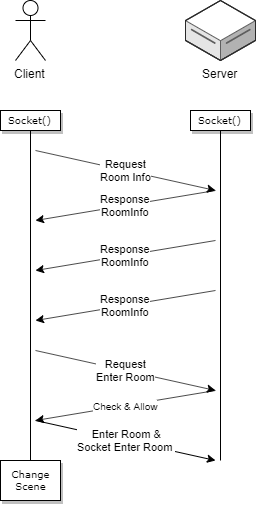 Client
Server
Socket()
Socket()
Request
Room Info
Response
RoomInfo
Response
RoomInfo
Response
RoomInfo
Request
Enter Room
Check & Allow
Enter Room &
Socket Enter Room
Change
Scene